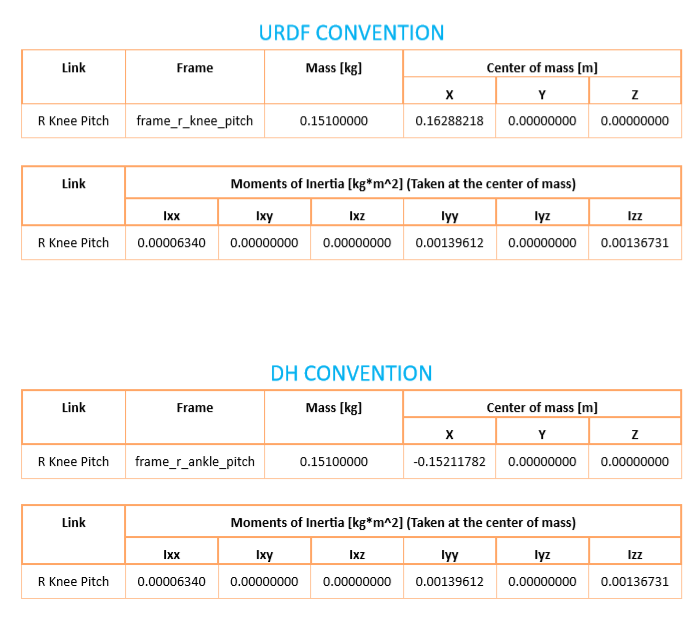 URDF CONVENTION
Link Frame Mass [kg] Center of mass [m]
X Y Z
R Knee Pitch frame_r_knee_pitch 0.15100000 0.16288218 0.00000000 0.00000000
Link Moments of Inertia [kg*m^2] (Taken at the center of mass)
Ixx Ixy Ixz Iyy Iyz Izz
R Knee Pitch 0.00006340 0.00000000 0.00000000 0.00139612 0.00000000 0.00136731
DH CONVENTION
Link Frame Mass [kg] Center of mass [m]
X Y Z
R Knee Pitch frame_r_ankle_pitch 0.15100000 -0.15211782 0.00000000 0.00000000
Link Moments of Inertia [kg*m^2] (Taken at the center of mass)
Ixx Ixy Ixz Iyy Iyz Izz
R Knee Pitch 0.00006340 0.00000000 0.00000000 0.00139612 0.00000000 0.00136731